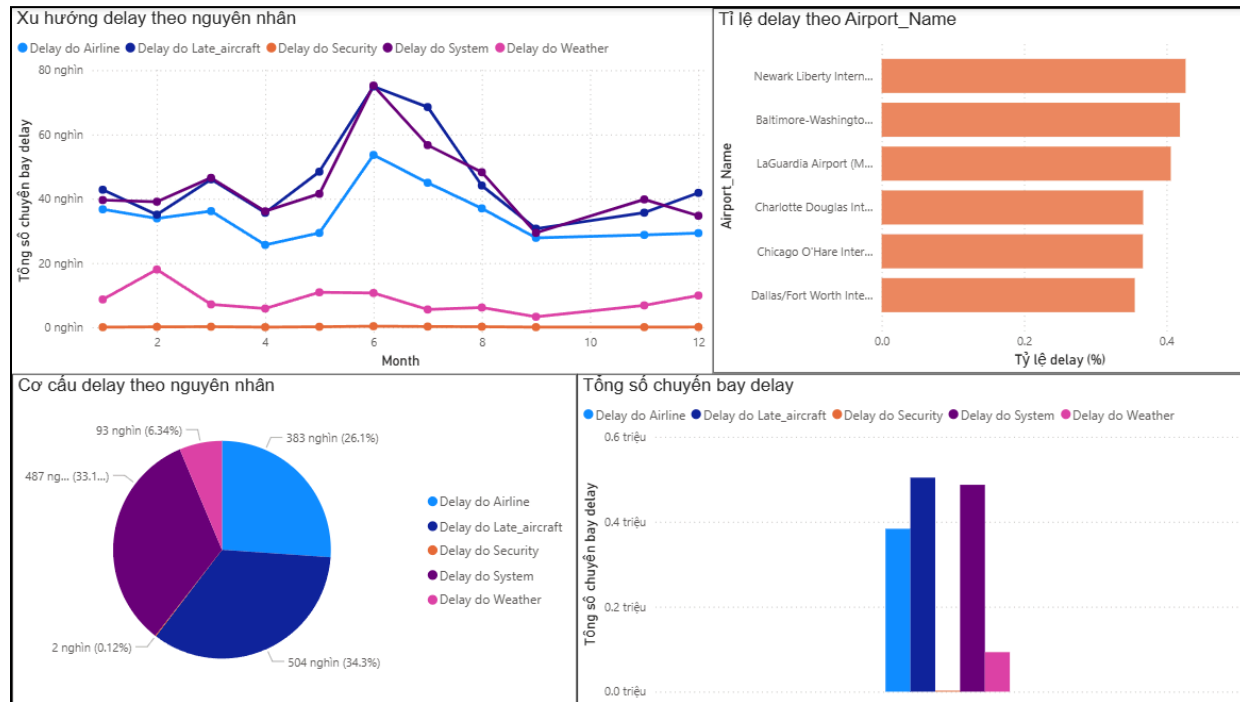 Xu hướng delay theo nguyên nhân
Delay do Airline Delay do Late_aircraft Delay do Security Delay do System Delay do Weather
Tổng số chuyên bay delay
80 nghìn
60 nghìn
40 nghìn
20 nghìn
0 nghìn
2 4 6 8 10 12
Month
Tỉ lệ delay theo Airport_Name
Airport_Name
Newark Liberty Intern...
Baltimore-Washingto...
LaGuardia Airport (M...
Charlotte Douglas Int...
Chicago O'Hare Inter...
Dallas/Fort Worth Inte...
0.0 0.2 0.4
Tỷ lệ delay (%)
Cơ cấu delay theo nguyên nhân
93 nghìn (6.34%)
383 nghìn (26.1%)
487 ng... (33.1...)
2 nghìn (0.12%)
504 nghìn (34.3%)
Delay do Airline
Delay do Late_aircraft
Delay do Security
Delay do System
Delay do Weather
Tổng số chuyến bay delay
Delay do Airline Delay do Late_aircraft Delay do Security Delay do System Delay do Weather
Tổng số chuyên bay delay
0.6 triệu
0.4 triệu
0.2 triệu
0.0 triệu